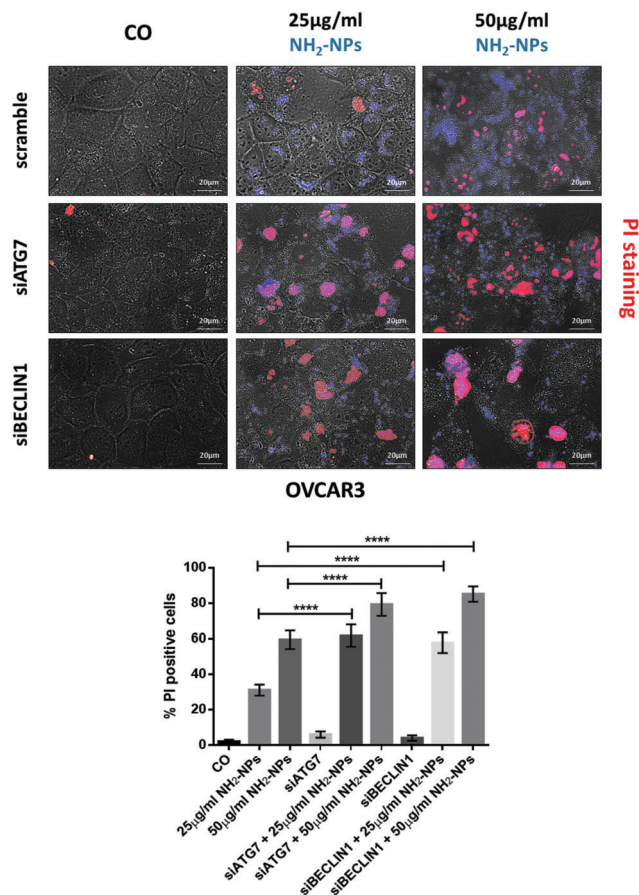 CO
25µg/ml
NH₂-NPs
50µg/ml
NH₂-NPs
scramble
20µm
20µm
20µm
siATG7
20µm
20µm
20µm
siBECLIN1
20µm
20µm
20µm
PI staining
OVCAR3
% PI positive cells
100
80
60
40
20
0
****
****
****
****
CO
25µg/ml NH₂-NPs
50µg/ml NH₂-NPs
siATG7
siATG7 + 25µg/ml NH₂-NPs
siATG7 + 50µg/ml NH₂-NPs
siBECLIN1
siBECLIN1 + 25µg/ml NH₂-NPs
siBECLIN1 + 50µg/ml NH₂-NPs